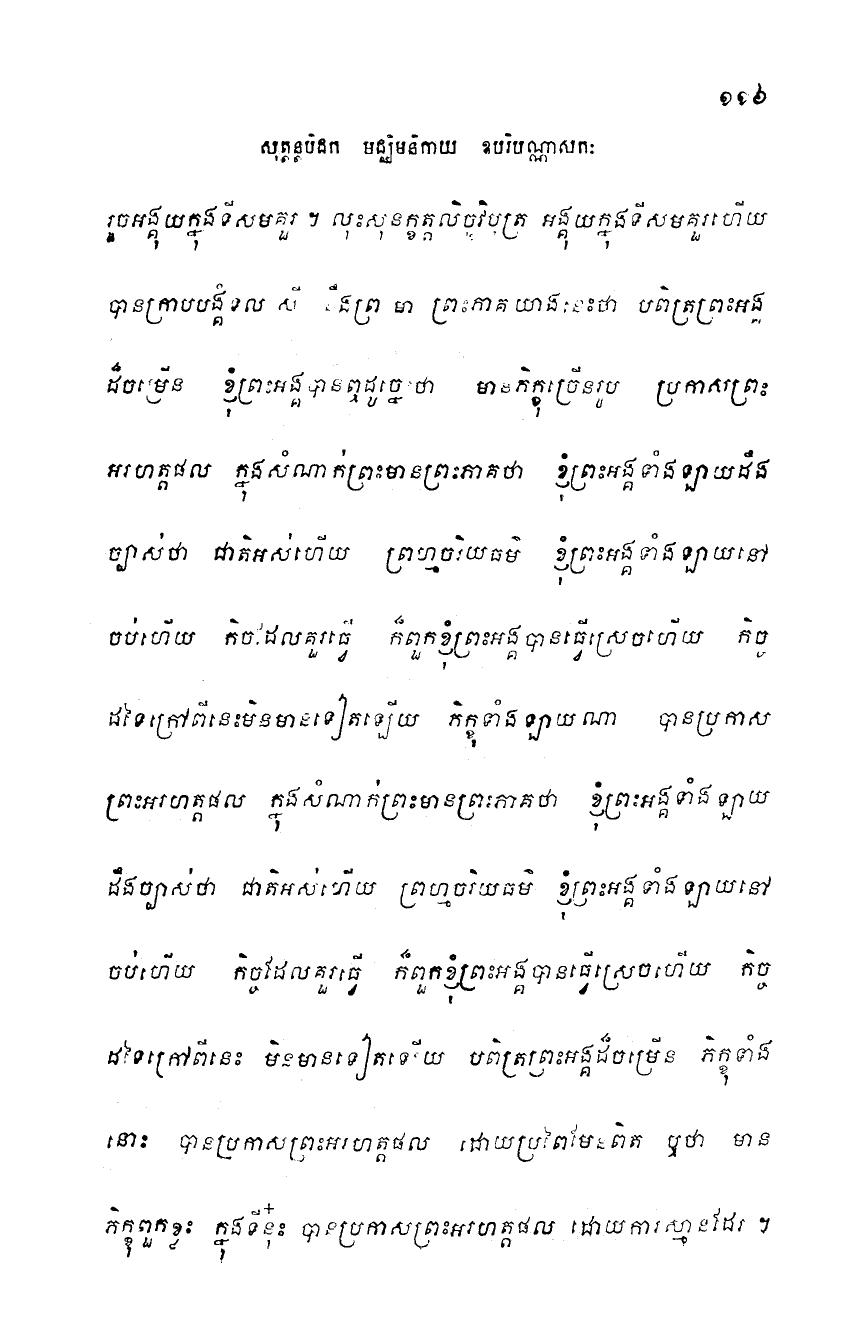 ១១៦
សុត្តន្តបិដក មជ្ឈិមនិកាយ ឧបរិបណ្ណាសកៈ
រួចអង្គុយក្នុងទីសមគួរ ។ លុះសុនក្ខត្តលិច្ឆវិបុត្រ អង្គុយក្នុងទីសមគួរហើយ
បានក្រាបបង្គំទូល ព្រះភាគយ៉ាងនេះថា បពិត្រព្រះអង្គ
ដ៏ចម្រើន ខ្ញុំព្រះអង្គបានឮដូច្នេះថា មានភិក្ខុច្រើនរូប ប្រកាសព្រះ
អរហត្តផល ក្នុងសំណាក់ព្រះមានព្រះភាគថា ខ្ញុំព្រះអង្គទាំងឡាយដឹង
ច្បាស់ថា ជាតិអស់ហើយ ព្រហ្មចរិយធម៌ ខ្ញុំព្រះអង្គទាំងឡាយនៅ
ចប់ហើយ កិច្ចដែលគួរធ្វើ ក៏ពួកខ្ញុំព្រះអង្គបានធ្វើស្រេចហើយ កិច្ច
ដទៃក្រៅពីនេះមិនមានទៀតឡើយ ភិក្ខុទាំងឡាយណា បានប្រកាស
ព្រះអរហត្តផល ក្នុងសំណាក់ព្រះមានព្រះភាគថា ខ្ញុំព្រះអង្គទាំងឡាយ
ដឹងច្បាស់ថា ជាតិអស់ហើយ ព្រហ្មចរិយធម៌ ខ្ញុំព្រះអង្គទាំងឡាយនៅ
ចប់ហើយ កិច្ចដែលគួរធ្វើ ក៏ពួកខ្ញុំព្រះអង្គបានធ្វើស្រេចហើយ កិច្ច
ដទៃក្រៅពីនេះ មិនមានទៀតឡើយ បពិត្រព្រះអង្គដ៏ចម្រើន ភិក្ខុទាំង
នោះ បានប្រកាសព្រះអរហត្តផល ដោយប្រពៃមែនពិត ឬថា មាន
ភិក្ខុពួកខ្លះ ក្នុងទីនុ៎ះ បានប្រកាសព្រះអរហត្តផល ដោយការស្មានដែរ ។